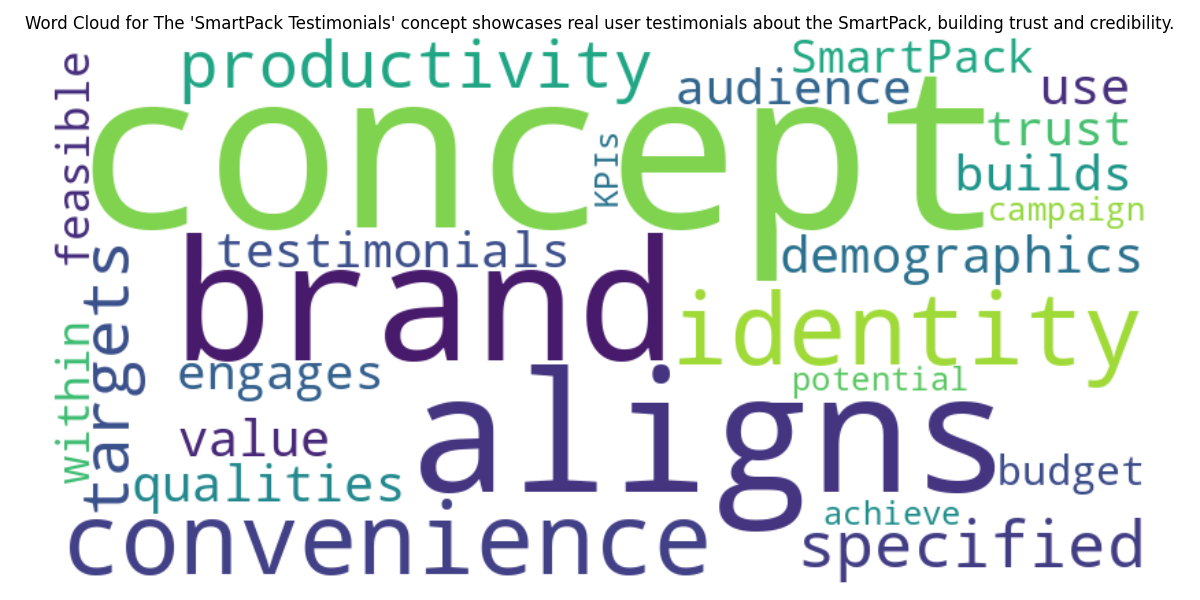 Word Cloud for The 'SmartPack Testimonials' concept showcases real user testimonials about the SmartPack, building trust and credibility.
productivity
SmartPack
audience
use
feasible
concept
trust
KPIs
builds
campaign
testimonials
demographics
brand
targets
identity
within
engages
potential
aligns
value
qualities
budget
achieve
convenience
specified